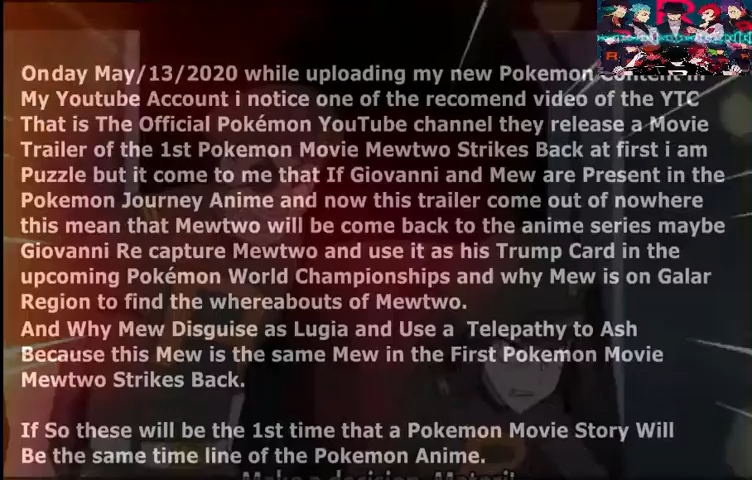 Onday May/13/2020 while uploading my new Pokemon Content in
My Youtube Account i notice one of the recomend video of the YTC
That is The Official Pokémon YouTube channel they release a Movie
Trailer of the 1st Pokemon Movie Mewtwo Strikes Back at first i am
Puzzle but it come to me that If Giovanni and Mew are Present in the
Pokemon Journey Anime and now this trailer come out of nowhere
this mean that Mewtwo will be come back to the anime series maybe
Giovanni Re capture Mewtwo and use it as his Trump Card in the
upcoming Pokémon World Championships and why Mew is on Galar
Region to find the whereabouts of Mewtwo.
And Why Mew Disguise as Lugia and Use a Telepathy to Ash
Because this Mew is the same Mew in the First Pokemon Movie
Mewtwo Strikes Back.
If So these will be the 1st time that a Pokemon Movie Story Will
Be the same time line of the Pokemon Anime.
Make a decision, Matori!